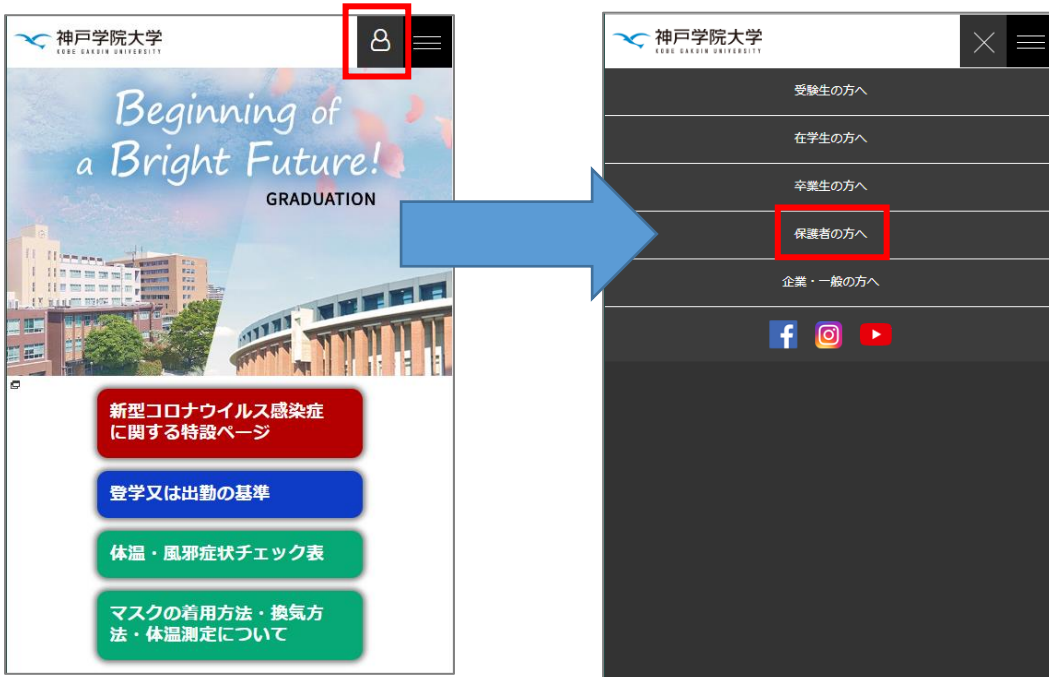 神戸学院大学
KOBE GAKUIN UNIVERSITY
Beginning of
a Bright Future!
GRADUATION
新型コロナウイルス感染症
に関する特設ページ
登学又は出勤の基準
体温・風邪症状チェック表
マスクの着用方法・換気方
法・体温測定について
神戸学院大学
KOBE GAKUIN UNIVERSITY
受験生の方へ
在学生の方へ
卒業生の方へ
保護者の方へ
企業・一般の方へ